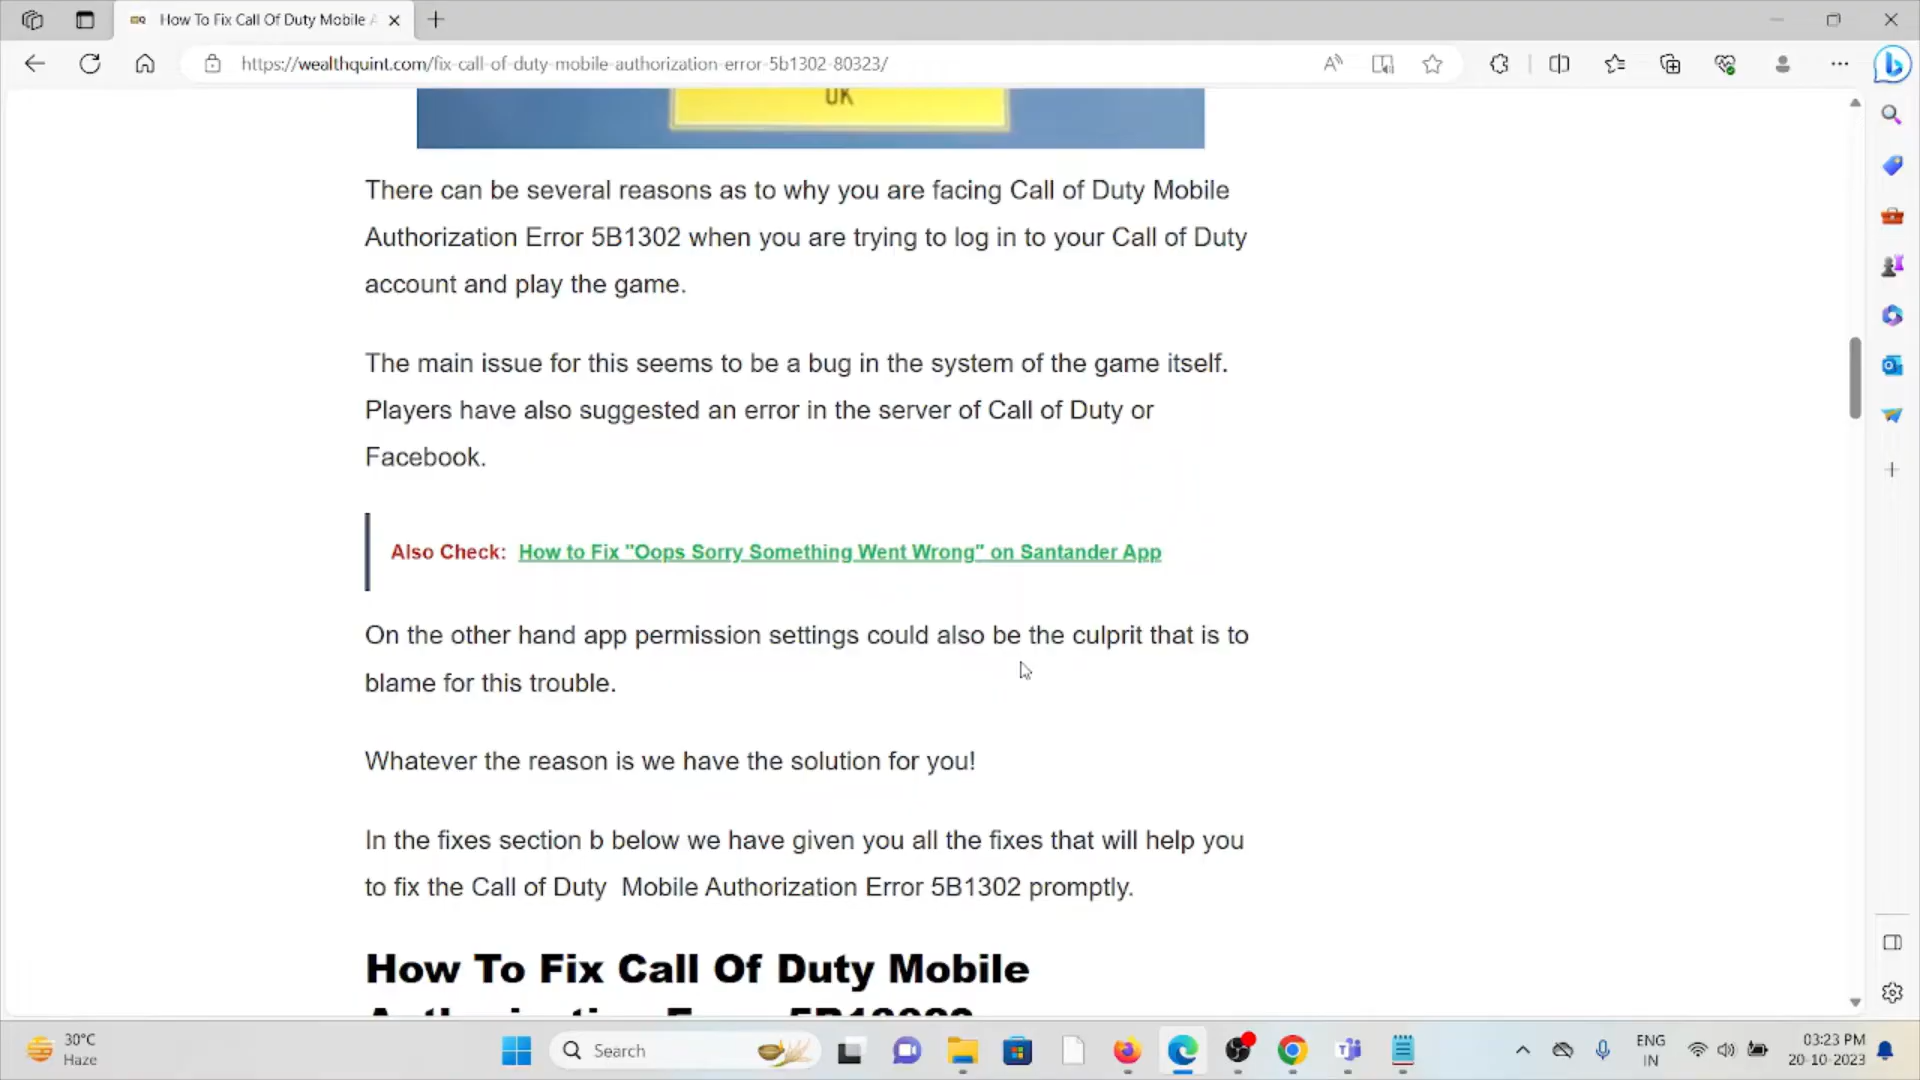 How To Fix Call Of Duty Mobile
https://wealthquint.com/fix-call-of-duty-mobile-authorization-error-5b1302-80323/
There can be several reasons as to why you are facing Call of Duty Mobile
Authorization Error 5B1302 when you are trying to log in to your Call of Duty
account and play the game.
The main issue for this seems to be a bug in the system of the game itself.
Players have also suggested an error in the server of Call of Duty or
Facebook.
Also Check: How to Fix "Oops Sorry Something Went Wrong" on Santander App
On the other hand app permission settings could also be the culprit that is to
blame for this trouble.
Whatever the reason is we have the solution for you!
In the fixes section b below we have given you all the fixes that will help you
to fix the Call of Duty  Mobile Authorization Error 5B1302 promptly.
How To Fix Call Of Duty Mobile
30°C
Haze
Search
ENG
IN
03:23 PM
20-10-2023